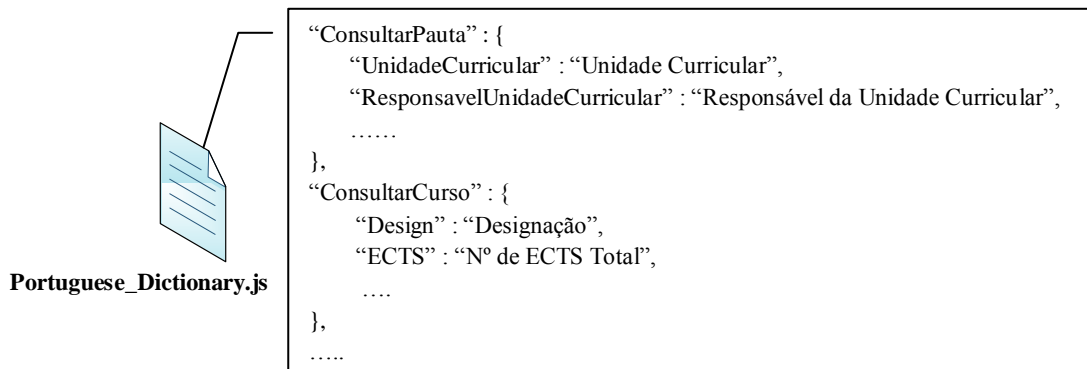 “ConsultarPauta” : {
“UnidadeCurricular” : “Unidade Curricular”,
“ResponsavelUnidadeCurricular” : “Responsável da Unidade Curricular”,
……
},
“ConsultarCurso” : {
“Design” : “Designação”,
“ECTS” : “Nº de ECTS Total”,
….
},
…..
Portuguese_Dictionary.js